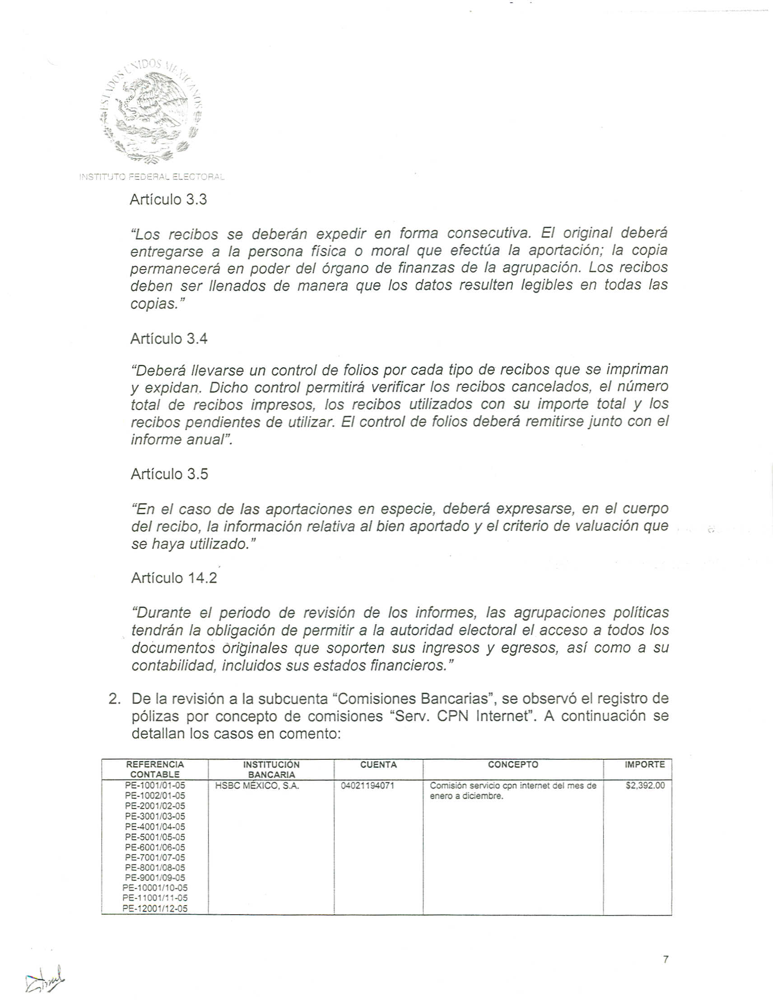 ESTADOS UNIDOS MEXICANOS
INSTITUTO FEDERAL ELECTORAL
Artículo 3.3
“Los recibos se deberán expedir en forma consecutiva. El original deberá
entregarse a la persona física o moral que efectúa la aportación; la copia
permanecerá en poder del órgano de finanzas de la agrupación. Los recibos
deben ser llenados de manera que los datos resulten legibles en todas las
copias.”
Artículo 3.4
“Deberá llevarse un control de folios por cada tipo de recibos que se impriman
y expidan. Dicho control permitirá verificar los recibos cancelados, el número
total de recibos impresos, los recibos utilizados con su importe total y los
recibos pendientes de utilizar. El control de folios deberá remitirse junto con el
informe anual”.
Artículo 3.5
“En el caso de las aportaciones en especie, deberá expresarse, en el cuerpo
del recibo, la información relativa al bien aportado y el criterio de valuación que
se haya utilizado.”
Artículo 14.2
“Durante el periodo de revisión de los informes, las agrupaciones políticas
tendrán la obligación de permitir a la autoridad electoral el acceso a todos los
documentos originales que soporten sus ingresos y egresos, así como a su
contabilidad, incluidos sus estados financieros.”
2. De la revisión a la subcuenta “Comisiones Bancarias”, se observó el registro de
pólizas por concepto de comisiones “Serv. CPN Internet”. A continuación se
detallan los casos en comento:
REFERENCIA INSTITUCIÓN CUENTA CONCEPTO IMPORTE
CONTABLE BANCARIA
PE-1001/01-05 HSBC MÉXICO, S.A. 04021194071 Comisión servicio cpn internet del mes de $2,392.00
PE-1002/01-05 enero a diciembre.
PE-2001/02-05
PE-3001/03-05
PE-4001/04-05
PE-5001/05-05
PE-6001/06-05
PE-7001/07-05
PE-8001/08-05
PE-9001/09-05
PE-10001/10-05
PE-11001/11-05
PE-12001/12-05
7